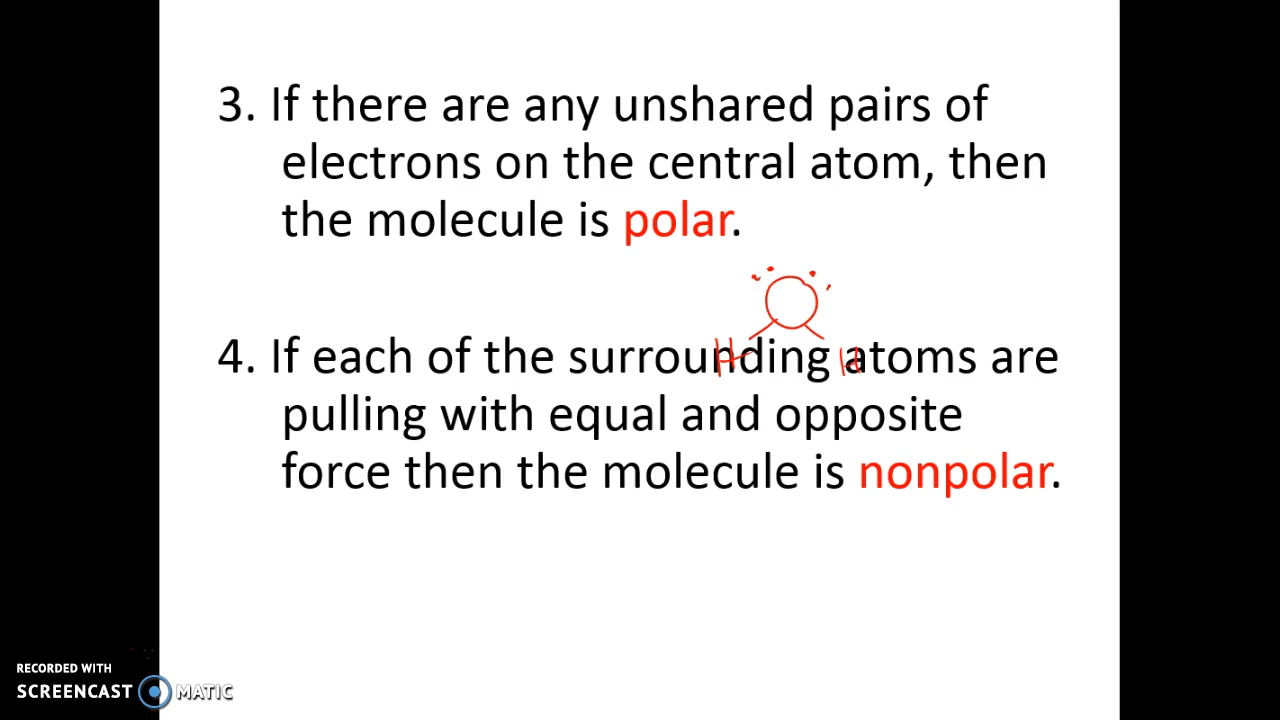 3. If there are any unshared pairs of
electrons on the central atom, then
the molecule is polar.
O
H H
4. If each of the surrounding atoms are
pulling with equal and opposite
force then the molecule is nonpolar.
RECORDED WITH
SCREENCAST MATIC